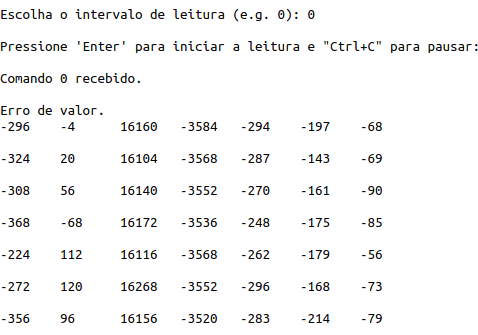 Escolha o intervalo de leitura (e.g. 0): 0
Pressione 'Enter' para iniciar a leitura e "Ctrl+C" para pausar:
Comando 0 recebido.
Erro de valor.
-296 -4 16160 -3584 -294 -197 -68
-324 20 16104 -3568 -287 -143 -69
-308 56 16140 -3552 -270 -161 -90
-368 -68 16172 -3536 -248 -175 -85
-224 112 16116 -3568 -262 -179 -56
-272 120 16268 -3552 -296 -168 -73
-356 96 16156 -3520 -283 -214 -79